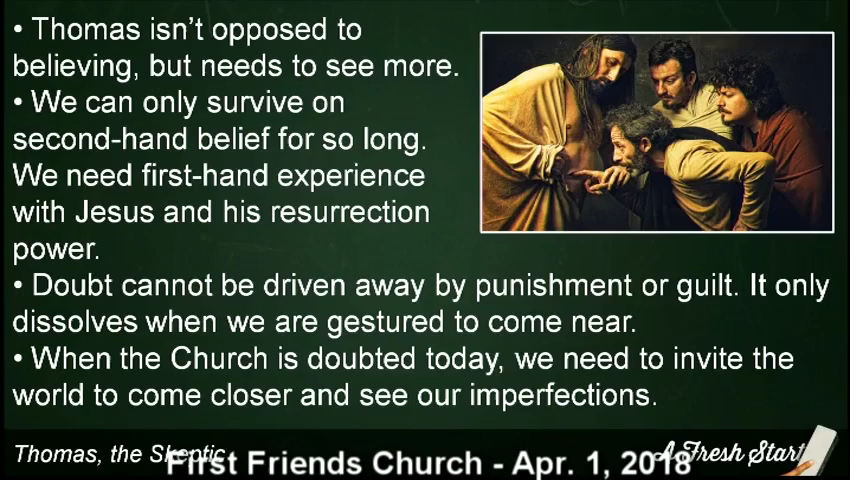 • Thomas isn’t opposed to
believing, but needs to see more.
• We can only survive on
second-hand belief for so long.
We need first-hand experience
with Jesus and his resurrection
power.
• Doubt cannot be driven away by punishment or guilt. It only
dissolves when we are gestured to come near.
• When the Church is doubted today, we need to invite the
world to come closer and see our imperfections.
Thomas, the Skeptic
A Fresh Start
First Friends Church - Apr. 1, 2018